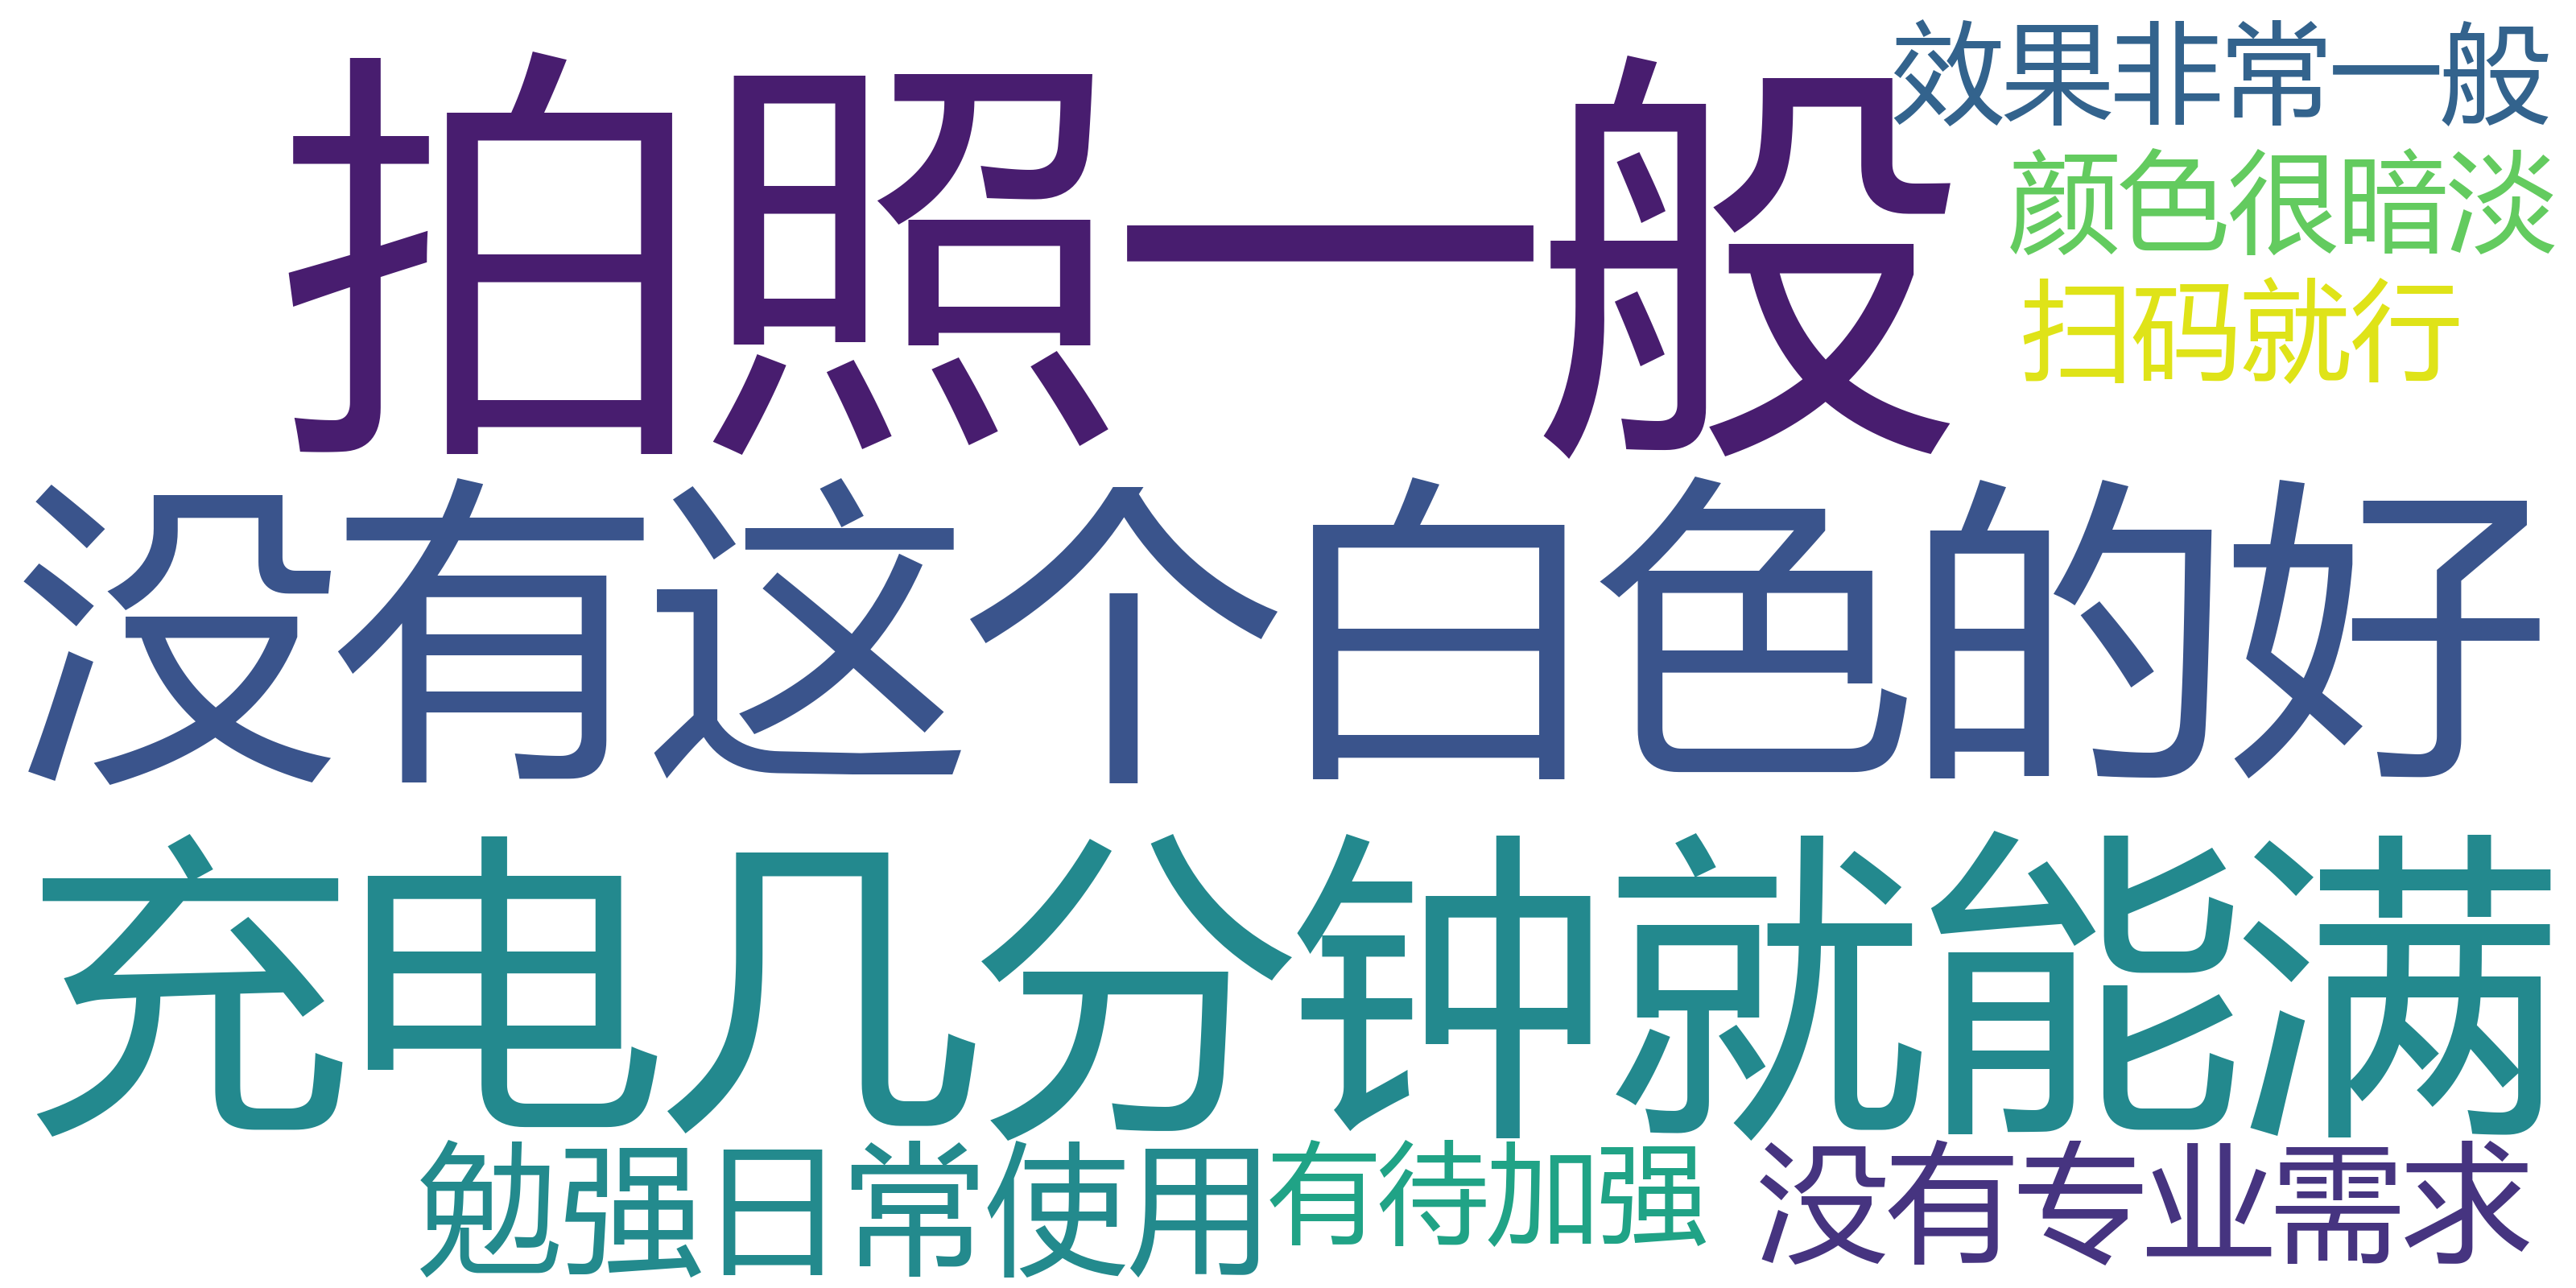 拍照一般
效果非常一般
颜色很暗淡
扫码就行
没有这个白色的好
充电几分钟就能满
勉强日常使用
有待加强
没有专业需求